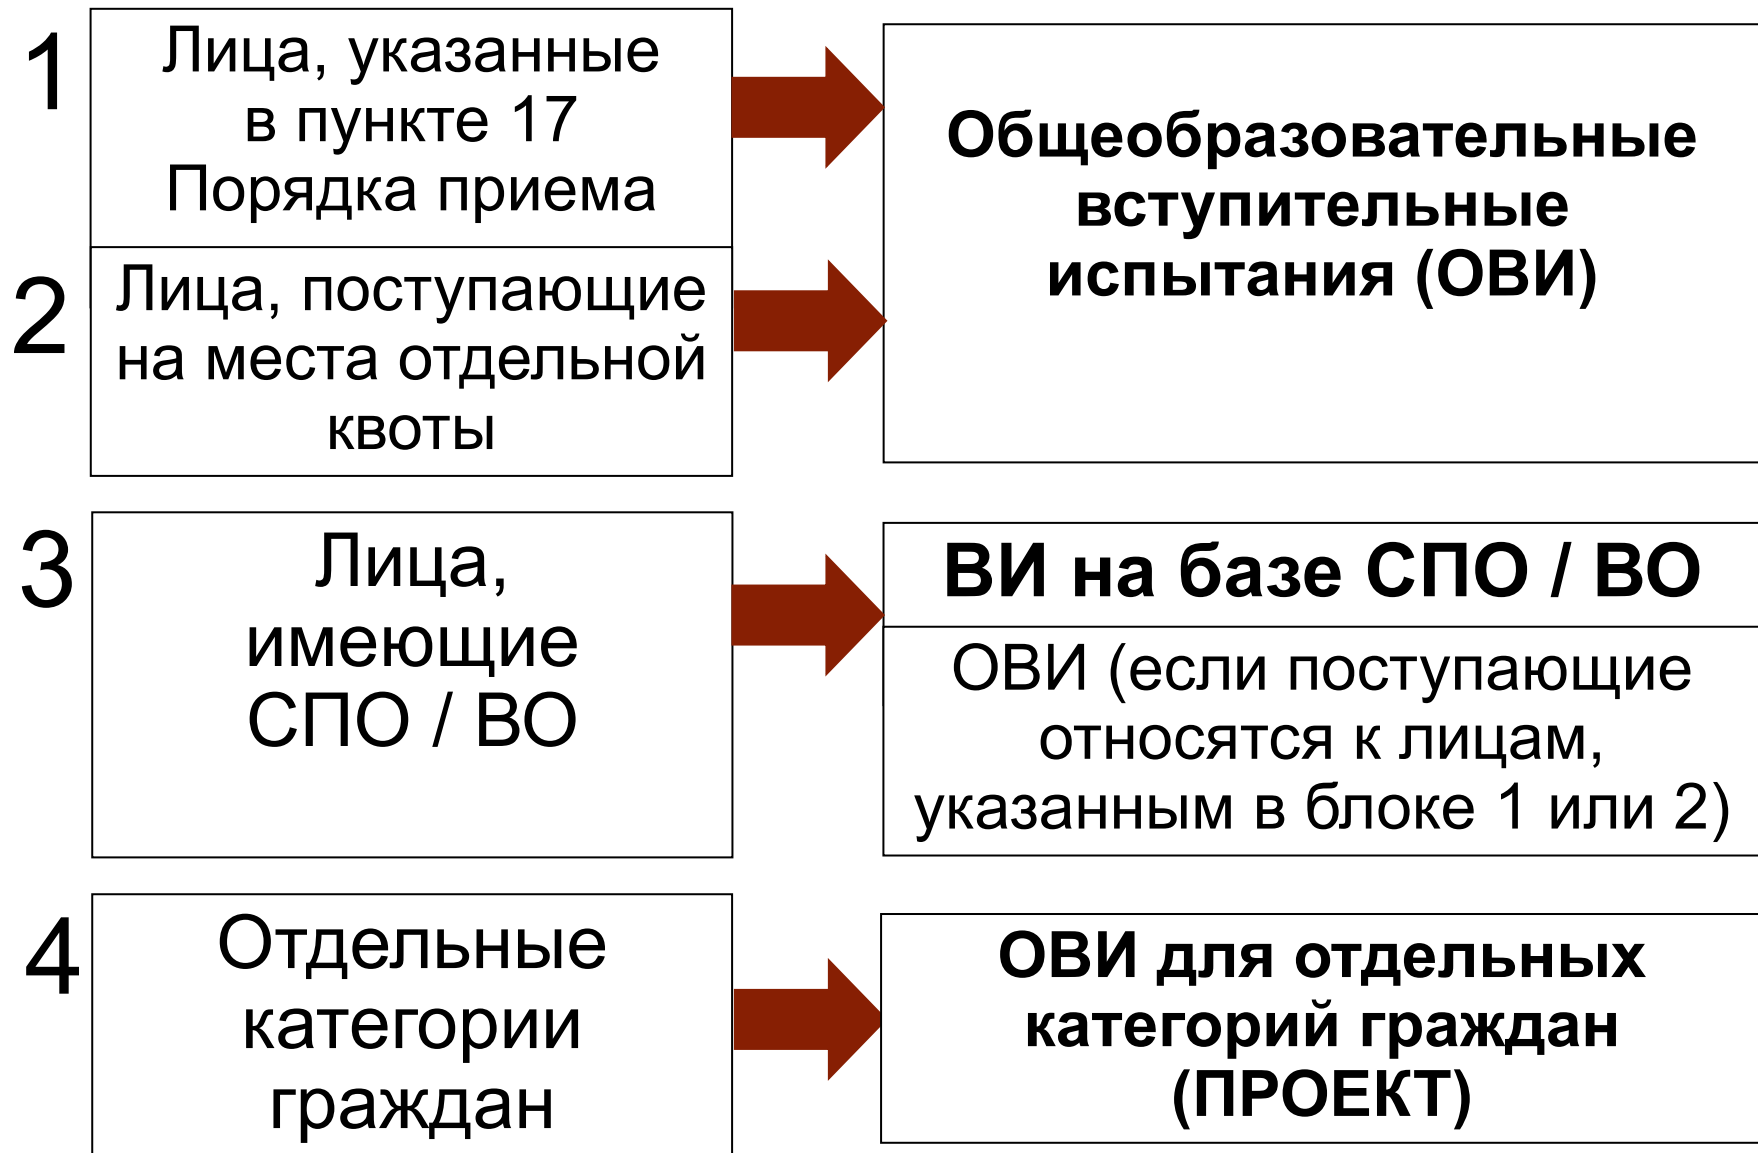 1
Лица, указанные
в пункте 17
Порядка приема
Общеобразовательные
вступительные
испытания (ОВИ)
2
Лица, поступающие
на места отдельной
квоты
3
Лица,
имеющие
СПО / ВО
ВИ на базе СПО / ВО
ОВИ (если поступающие
относятся к лицам,
указанным в блоке 1 или 2)
4
Отдельные
категории
граждан
ОВИ для отдельных
категорий граждан
(ПРОЕКТ)